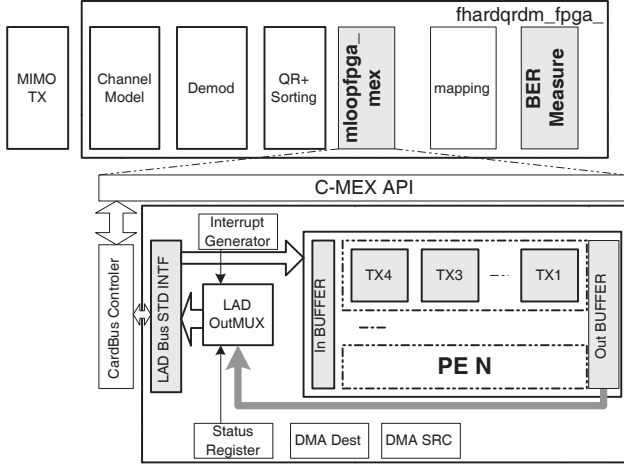 fhardqrdm_fpga_
MIMO
TX
Channel
Model
Demod
QR+
Sorting
mloopfpga_
mex
mapping
BER
Measure
C-MEX API
CardBus Controler
LAD Bus STD INTF
Interrupt
Generator
LAD
OutMUX
In BUFFER
TX4
TX3
TX1
Out BUFFER
PE N
Status
Register
DMA Dest
DMA SRC